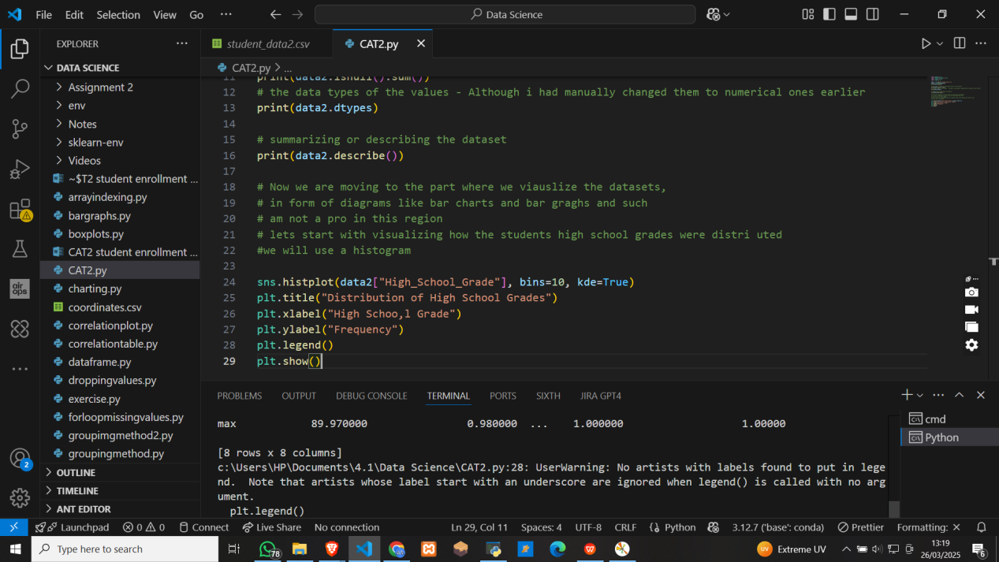 File Edit Selection View Go ... Data Science
EXPLORER ...
student_data2.csv CAT2.py
DATA SCIENCE
CAT2.py > ...
Assignment 2
env
Notes
sklearn-env
Videos
~$T2 student enrollment ...
arrayindexing.py
bargraphs.py
boxplots.py
CAT2 student enrollment ...
CAT2.py
charting.py
coordinates.csv
correlationplot.py
correlationtable.py
dataframe.py
droppingvalues.py
exercise.py
forloopmissingvalues.py
groupimgmethod2.py
groupingmethod.py
OUTLINE
TIMELINE
ANT EDITOR
air ops
2
11 print(data2.isnull().sum())
12 # the data types of the values - Although i had manually changed them to numerical ones earlier
13 print(data2.dtypes)
14
15 # summarizing or describing the dataset
16 print(data2.describe())
17
18 # Now we are moving to the part where we viauslize the datasets,
19 # in form of diagrams like bar charts and bar graghs and such
20 # am not a pro in this region
21 # lets start with visualizing how the students high school grades were distri uted
22 #we will use a histogram
23
24 sns.histplot(data2["High_School_Grade"], bins=10, kde=True)
25 plt.title("Distribution of High School Grades")
26 plt.xlabel("High Schoo,l Grade")
27 plt.ylabel("Frequency")
28 plt.legend()
29 plt.show()
PROBLEMS OUTPUT DEBUG CONSOLE TERMINAL PORTS SIXTH JIRA GPT4
max 89.970000 0.980000 ... 1.000000 1.00000
[8 rows x 8 columns]
c:\Users\HP\Documents\4.1\Data Science\CAT2.py:28: UserWarning: No artists with labels found to put in lege
nd. Note that artists whose label start with an underscore are ignored when legend() is called with no arg
ument.
plt.legend()
cmd
Python
Launchpad 0 0 Connect Live Share No connection Ln 29, Col 11 Spaces: 4 UTF-8 CRLF Python 3.12.7 ('base': conda) Prettier Formatting: ×
Type here to search 78 UV Extreme UV 13:19
26/03/2025 6